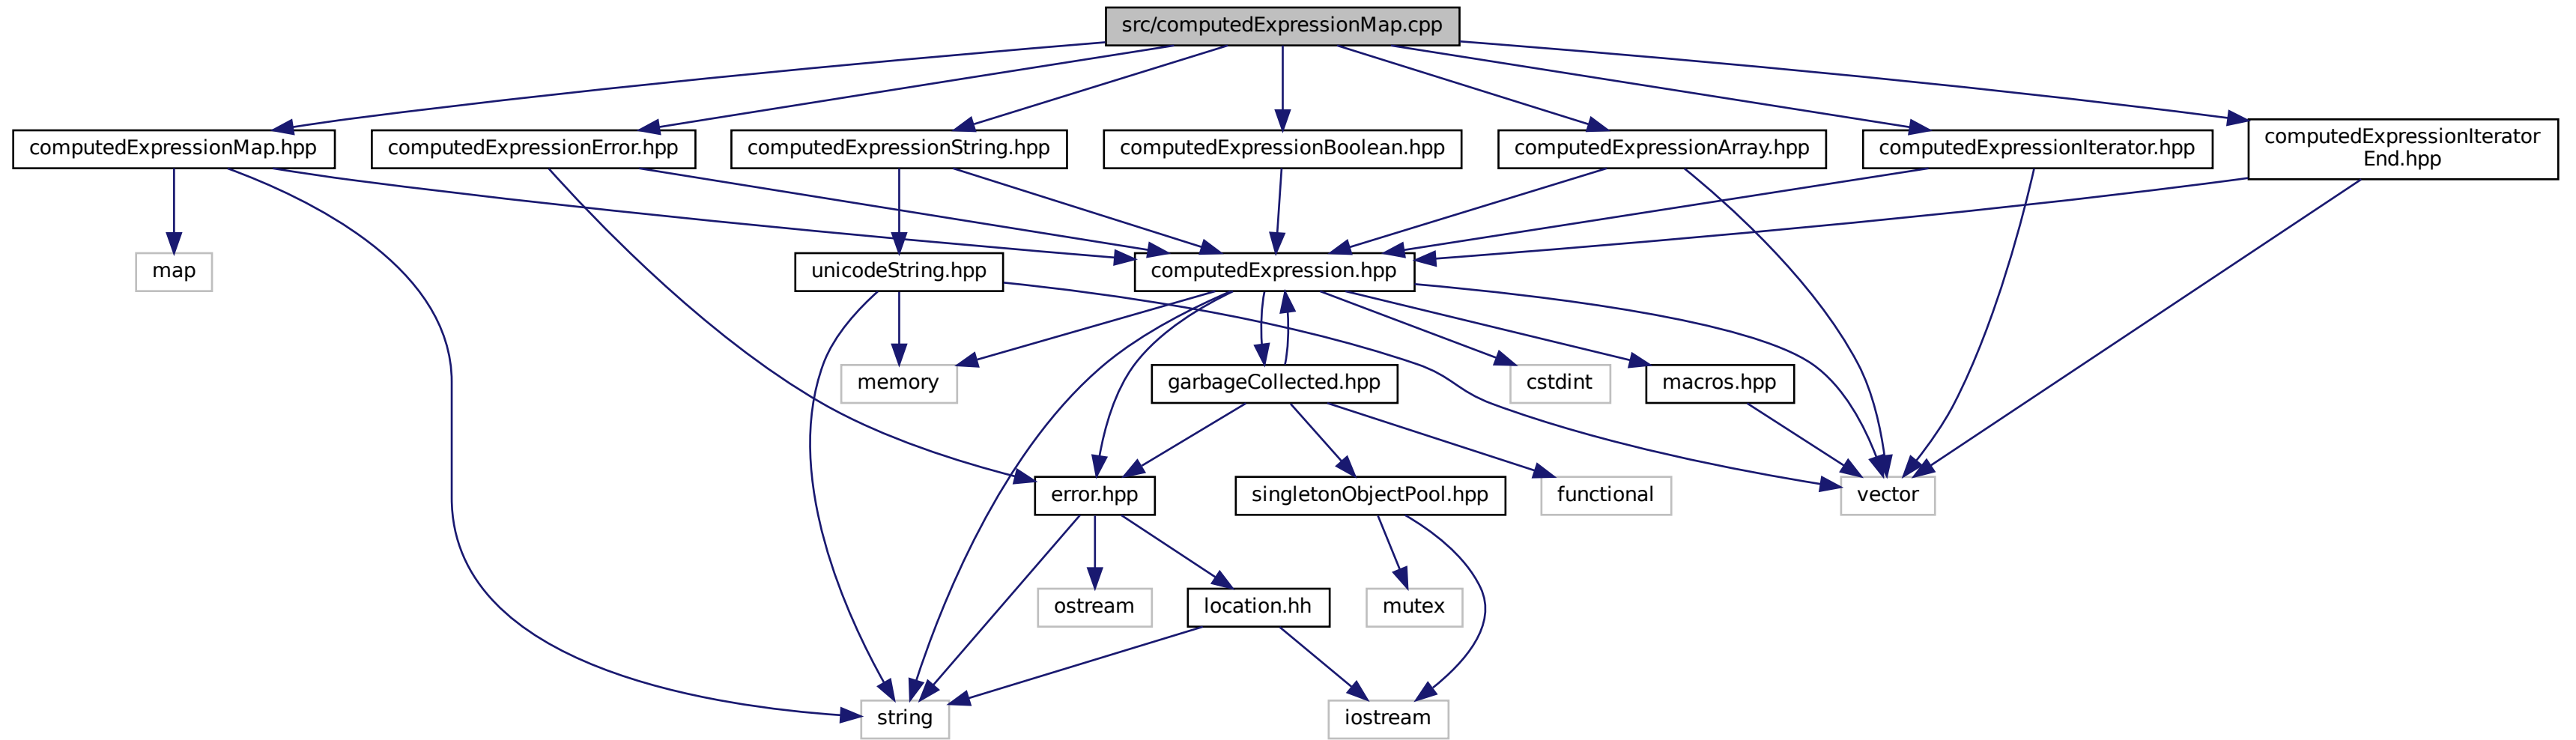 src/computedExpressionMap.cpp
computedExpressionMap.hpp
computedExpressionError.hpp
computedExpressionString.hpp
computedExpressionBoolean.hpp
computedExpressionArray.hpp
computedExpressionIterator.hpp
computedExpressionIterator
End.hpp
map
unicodeString.hpp
computedExpression.hpp
memory
garbageCollected.hpp
cstdint
macros.hpp
error.hpp
singletonObjectPool.hpp
functional
vector
ostream
location.hh
mutex
string
iostream